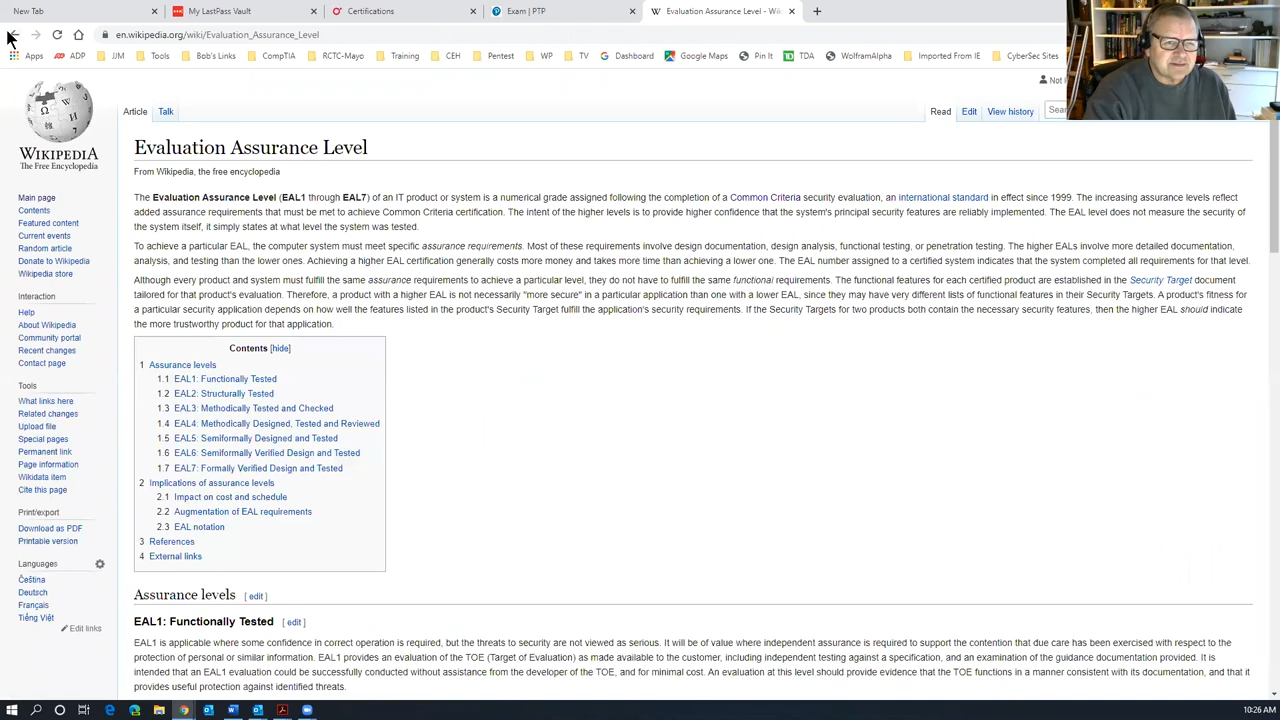 New Tab
My LastPass Vault
Certifications
Exam | PTP
Evaluation Assurance Level - Wi
en.wikipedia.org/wiki/Evaluation_Assurance_Level
Apps ADP JJM Tools Bob's Links CompTIA RCTC-Mayo Training CEH Pentest WP TV Dashboard Google Maps Pin It TDA WolframAlpha Imported From IE CyberSec Sites
Article Talk Read Edit View history Sea
WIKIPEDIA
The Free Encyclopedia
Main page
Contents
Featured content
Current events
Random article
Donate to Wikipedia
Wikipedia store
Interaction
Help
About Wikipedia
Community portal
Recent changes
Contact page
Tools
What links here
Related changes
Upload file
Special pages
Permanent link
Page information
Wikidata item
Cite this page
Print/export
Download as PDF
Printable version
Languages
Čeština
Deutsch
Français
Tiếng Việt
Edit links
Evaluation Assurance Level
From Wikipedia, the free encyclopedia
The Evaluation Assurance Level (EAL1 through EAL7) of an IT product or system is a numerical grade assigned following the completion of a Common Criteria security evaluation, an international standard in effect since 1999. The increasing assurance levels reflect
added assurance requirements that must be met to achieve Common Criteria certification. The intent of the higher levels is to provide higher confidence that the system's principal security features are reliably implemented. The EAL level does not measure the security of
the system itself, it simply states at what level the system was tested.
To achieve a particular EAL, the computer system must meet specific assurance requirements. Most of these requirements involve design documentation, design analysis, functional testing, or penetration testing. The higher EALs involve more detailed documentation,
analysis, and testing than the lower ones. Achieving a higher EAL certification generally costs more money and takes more time than achieving a lower one. The EAL number assigned to a certified system indicates that the system completed all requirements for that level.
Although every product and system must fulfill the same assurance requirements to achieve a particular level, they do not have to fulfill the same functional requirements. The functional features for each certified product are established in the Security Target document
tailored for that product's evaluation. Therefore, a product with a higher EAL is not necessarily "more secure" in a particular application than one with a lower EAL, since they may have very different lists of functional features in their Security Targets. A product's fitness for
a particular security application depends on how well the features listed in the product's Security Target fulfill the application's security requirements. If the Security Targets for two products both contain the necessary security features, then the higher EAL should indicate
the more trustworthy product for that application.
Contents [hide]
1 Assurance levels
1.1 EAL1: Functionally Tested
1.2 EAL2: Structurally Tested
1.3 EAL3: Methodically Tested and Checked
1.4 EAL4: Methodically Designed, Tested and Reviewed
1.5 EAL5: Semiformally Designed and Tested
1.6 EAL6: Semiformally Verified Design and Tested
1.7 EAL7: Formally Verified Design and Tested
2 Implications of assurance levels
2.1 Impact on cost and schedule
2.2 Augmentation of EAL requirements
2.3 EAL notation
3 References
4 External links
Assurance levels [ edit ]
EAL1: Functionally Tested [ edit ]
EAL1 is applicable where some confidence in correct operation is required, but the threats to security are not viewed as serious. It will be of value where independent assurance is required to support the contention that due care has been exercised with respect to the
protection of personal or similar information. EAL1 provides an evaluation of the TOE (Target of Evaluation) as made available to the customer, including independent testing against a specification, and an examination of the guidance documentation provided. It is
intended that an EAL1 evaluation could be successfully conducted without assistance from the developer of the TOE, and for minimal cost. An evaluation at this level should provide evidence that the TOE functions in a manner consistent with its documentation, and that it
provides useful protection against identified threats.
10:26 AM